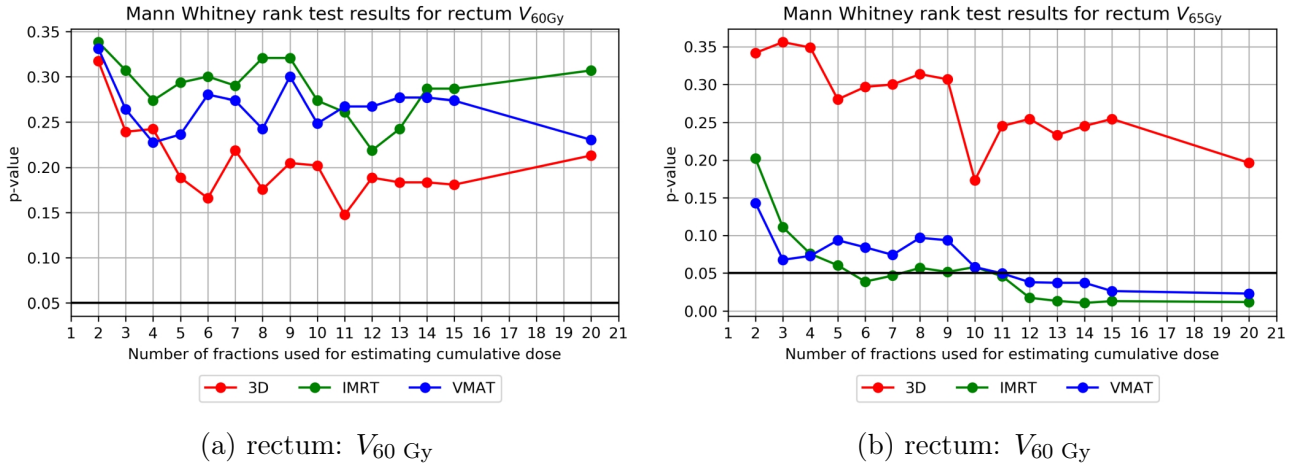 Mann Whitney rank test results for rectum V60Gy
0.35
0.30
0.25
0.20
0.15
0.10
0.05
p-value
1 2 3 4 5 6 7 8 9 10 11 12 13 14 15 16 17 18 19 20 21
Number of fractions used for estimating cumulative dose
3D IMRT VMAT
(a) rectum: V60 Gy
Mann Whitney rank test results for rectum V65Gy
0.35
0.30
0.25
0.20
0.15
0.10
0.05
0.00
p-value
1 2 3 4 5 6 7 8 9 10 11 12 13 14 15 16 17 18 19 20 21
Number of fractions used for estimating cumulative dose
3D IMRT VMAT
(b) rectum: V60 Gy